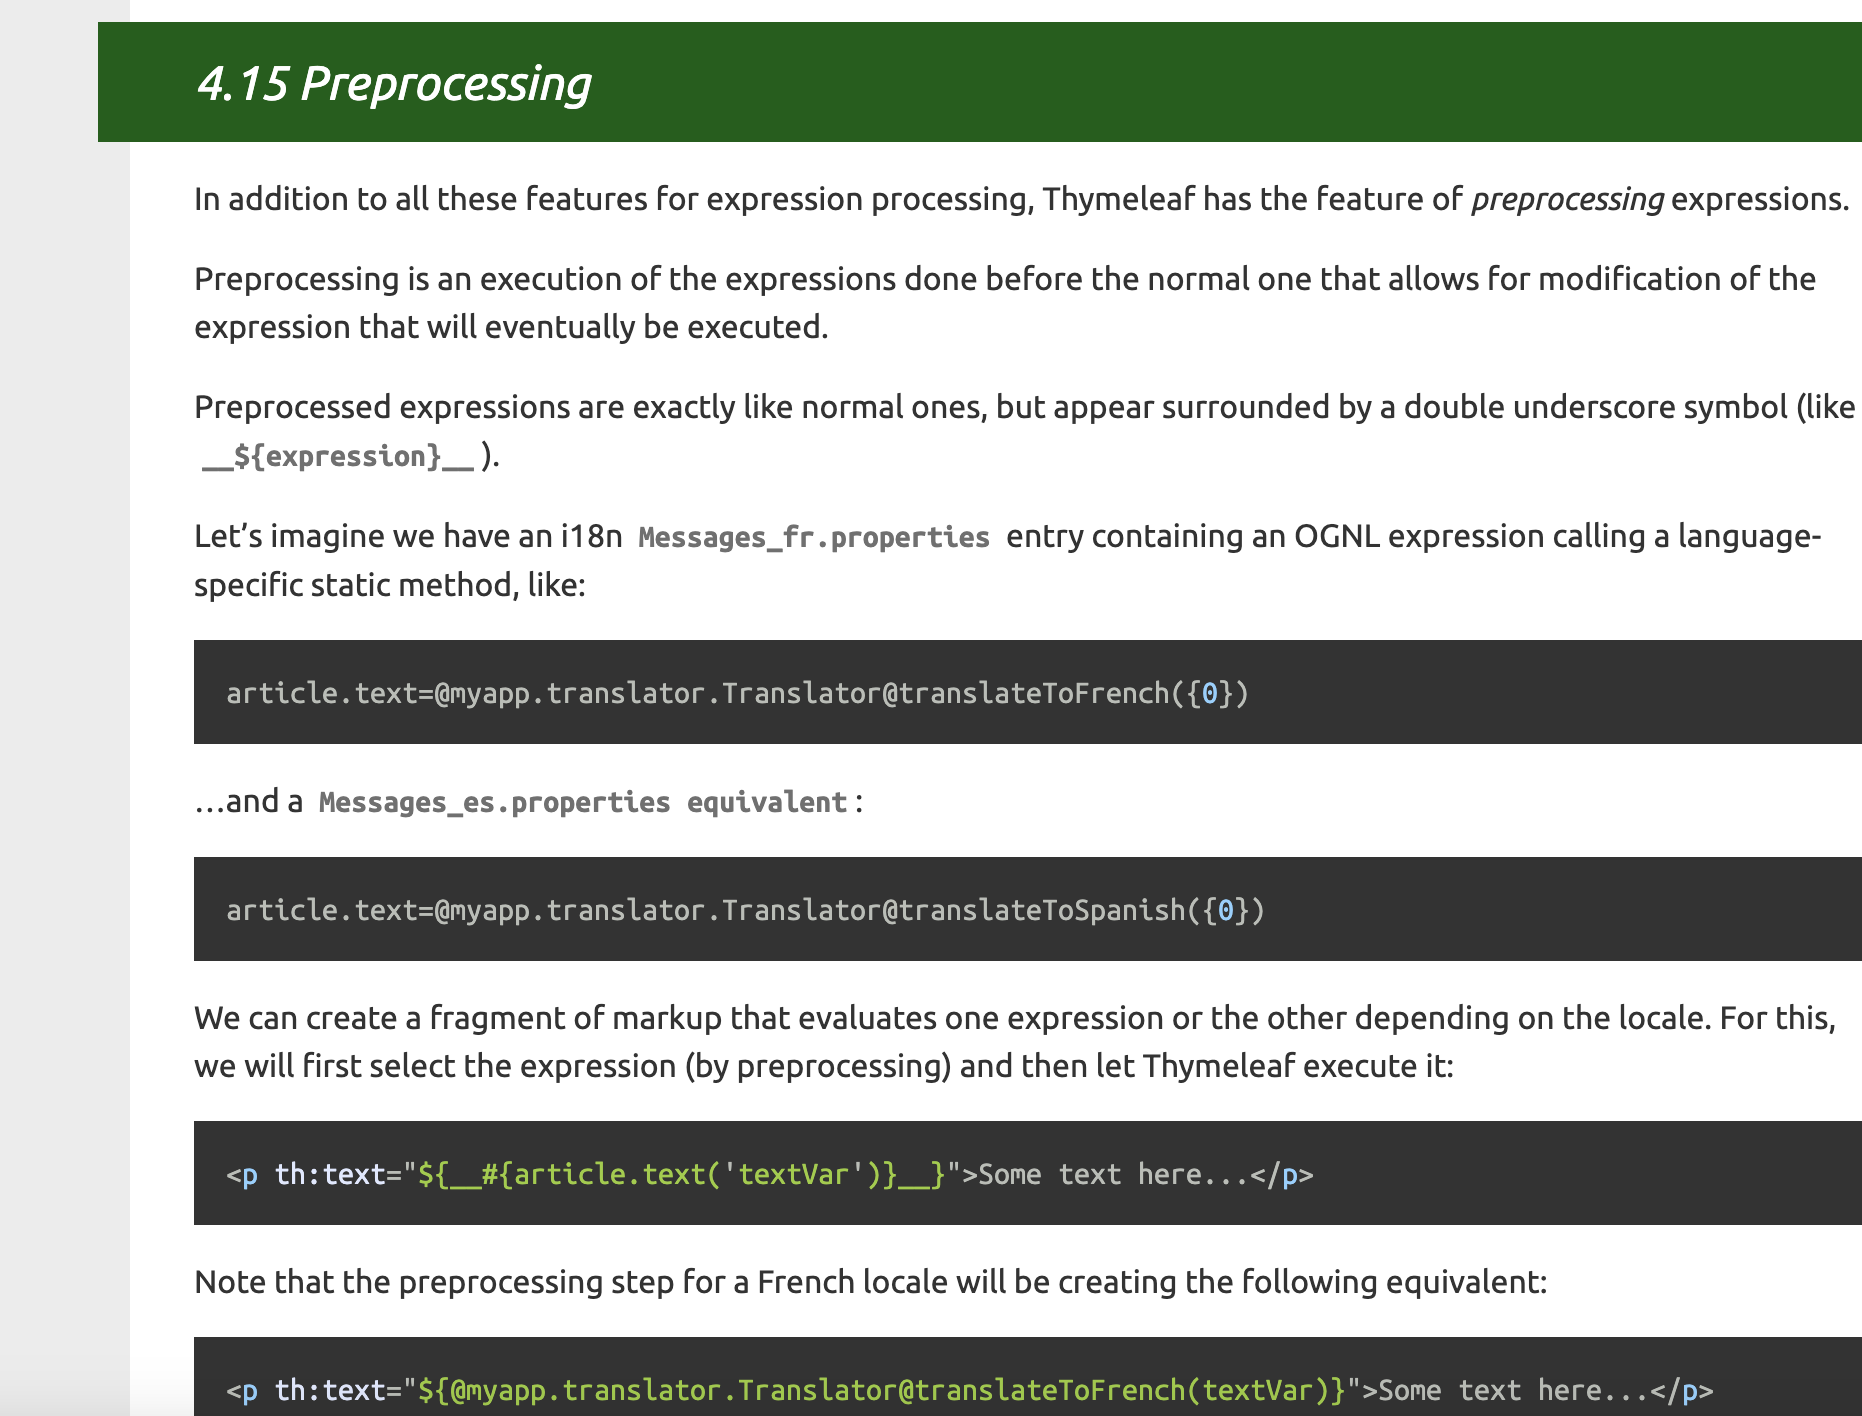 4.15 Preprocessing
In addition to all these features for expression processing, Thymeleaf has the feature of preprocessing expressions.
Preprocessing is an execution of the expressions done before the normal one that allows for modification of the
expression that will eventually be executed.
Preprocessed expressions are exactly like normal ones, but appear surrounded by a double underscore symbol (like
__${expression}__ ).
Let’s imagine we have an i18n Messages_fr.properties entry containing an OGNL expression calling a language-
specific static method, like:
article.text=@myapp.translator.Translator@translateToFrench({0})
…and a Messages_es.properties equivalent :
article.text=@myapp.translator.Translator@translateToSpanish({0})
We can create a fragment of markup that evaluates one expression or the other depending on the locale. For this,
we will first select the expression (by preprocessing) and then let Thymeleaf execute it:
<p th:text="${__#{article.text('textVar')}__}">Some text here...</p>
Note that the preprocessing step for a French locale will be creating the following equivalent:
<p th:text="${@myapp.translator.Translator@translateToFrench(textVar)}">Some text here...</p>